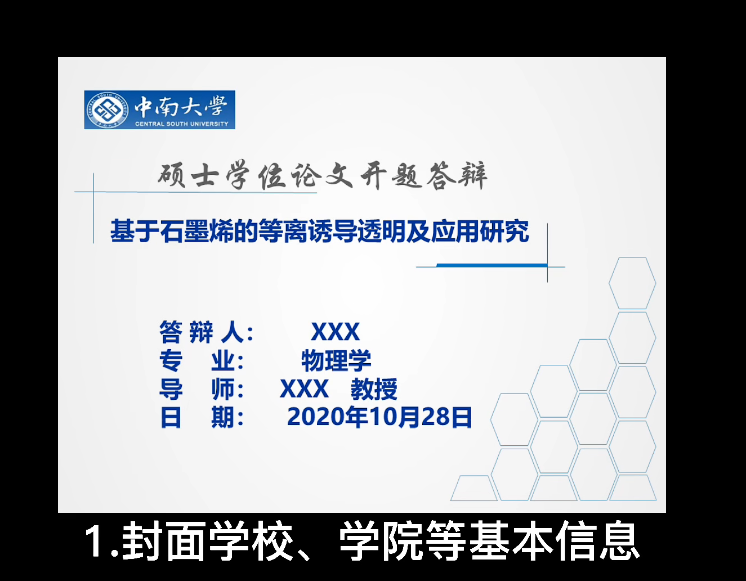 中南大学
CENTRAL SOUTH UNIVERSITY
硕士学位论文开题答辩
基于石墨烯的等离诱导透明及应用研究
答 辩 人： XXX
专 业： 物理学
导 师： XXX 教授
日 期： 2020年10月28日
1.封面学校、学院等基本信息